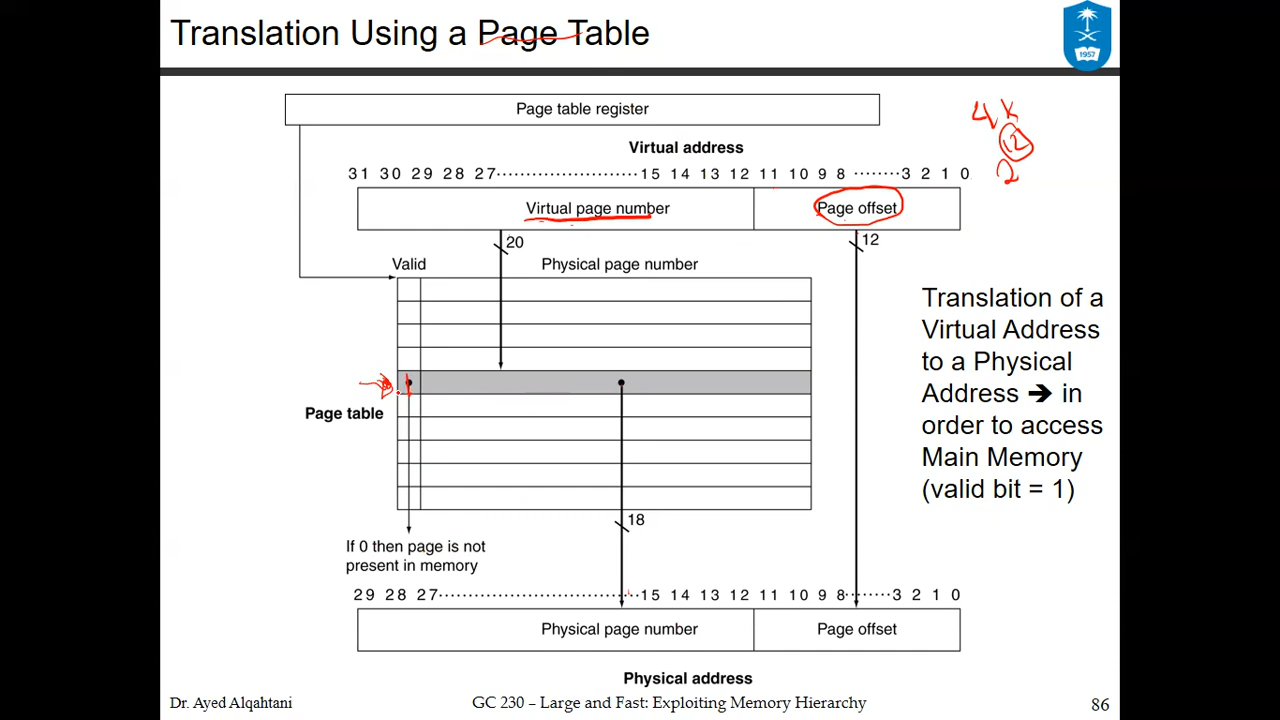 Translation Using a Page Table
1957
Page table register
4K
12
2
Virtual address
31 30 29 28 27·····························15 14 13 12 11 10 9 8 ········3 2 1 0
Virtual page number Page offset
20 12
Valid Physical page number
Translation of a
Virtual Address
to a Physical
Address ➔ in
order to access
Main Memory
(valid bit = 1)
Page table
18
If 0 then page is not
present in memory
29 28 27··································15 14 13 12 11 10 9 8········3 2 1 0
Physical page number Page offset
Physical address
Dr. Ayed Alqahtani GC 230 – Large and Fast: Exploiting Memory Hierarchy 86